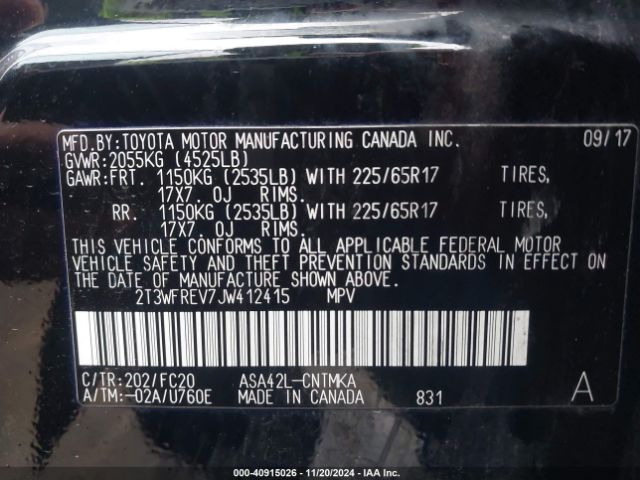 MFD.BY:TOYOTA MOTOR MANUFACTURING CANADA INC. 09/17
GVWR:2055KG (4525LB)
GAWR:FRT. 1150KG (2535LB) WITH 225/65R17 TIRES,
17X7.0J RIMS.
RR. 1150KG (2535LB) WITH 225/65R17 TIRES,
17X7.0J RIMS.
THIS VEHICLE CONFORMS TO ALL APPLICABLE FEDERAL MOTOR
VEHICLE SAFETY AND THEFT PREVENTION STANDARDS IN EFFECT ON
THE DATE OF MANUFACTURE SHOWN ABOVE.
2T3WFREV7JW412415 MPV
C/TR:202/FC20 ASA42L-CNTMKA
A/TM:-02A/U760E MADE IN CANADA 831 A
000-40915026 - 11/20/2024 - IAA Inc.